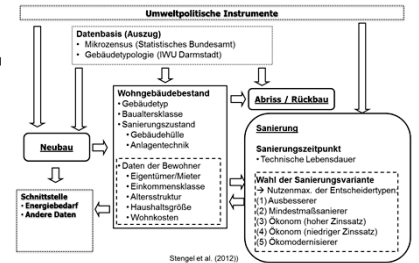 Umweltpolitische Instrumente
Datenbasis (Auszug)
• Mikrozensus (Statistisches Bundesamt)
• Gebäudetypologie (IWU Darmstadt)
Wohngebäudebestand
• Gebäudetyp
• Baualtersklasse
• Sanierungszustand
• Gebäudehülle
• Anlagentechnik
Daten der Bewohner
• Eigentümer/Mieter
• Einkommensklasse
• Altersstruktur
• Haushaltsgröße
• Wohnkosten
Neubau
Schnittstelle
• Energiebedarf
• Andere Daten
Abriss / Rückbau
Sanierung
Sanierungszeitpunkt
• Technische Lebensdauer
Wahl der Sanierungsvariante
→ Nutzenmax. der Entscheidertypen:
(1) Ausbesserer
(2) Mindestmaßsanierer
(3) Ökonom (hoher Zinssatz)
(4) Ökonom (niedriger Zinssatz)
(5) Ökomodernisierer
Stengel et al. (2012))